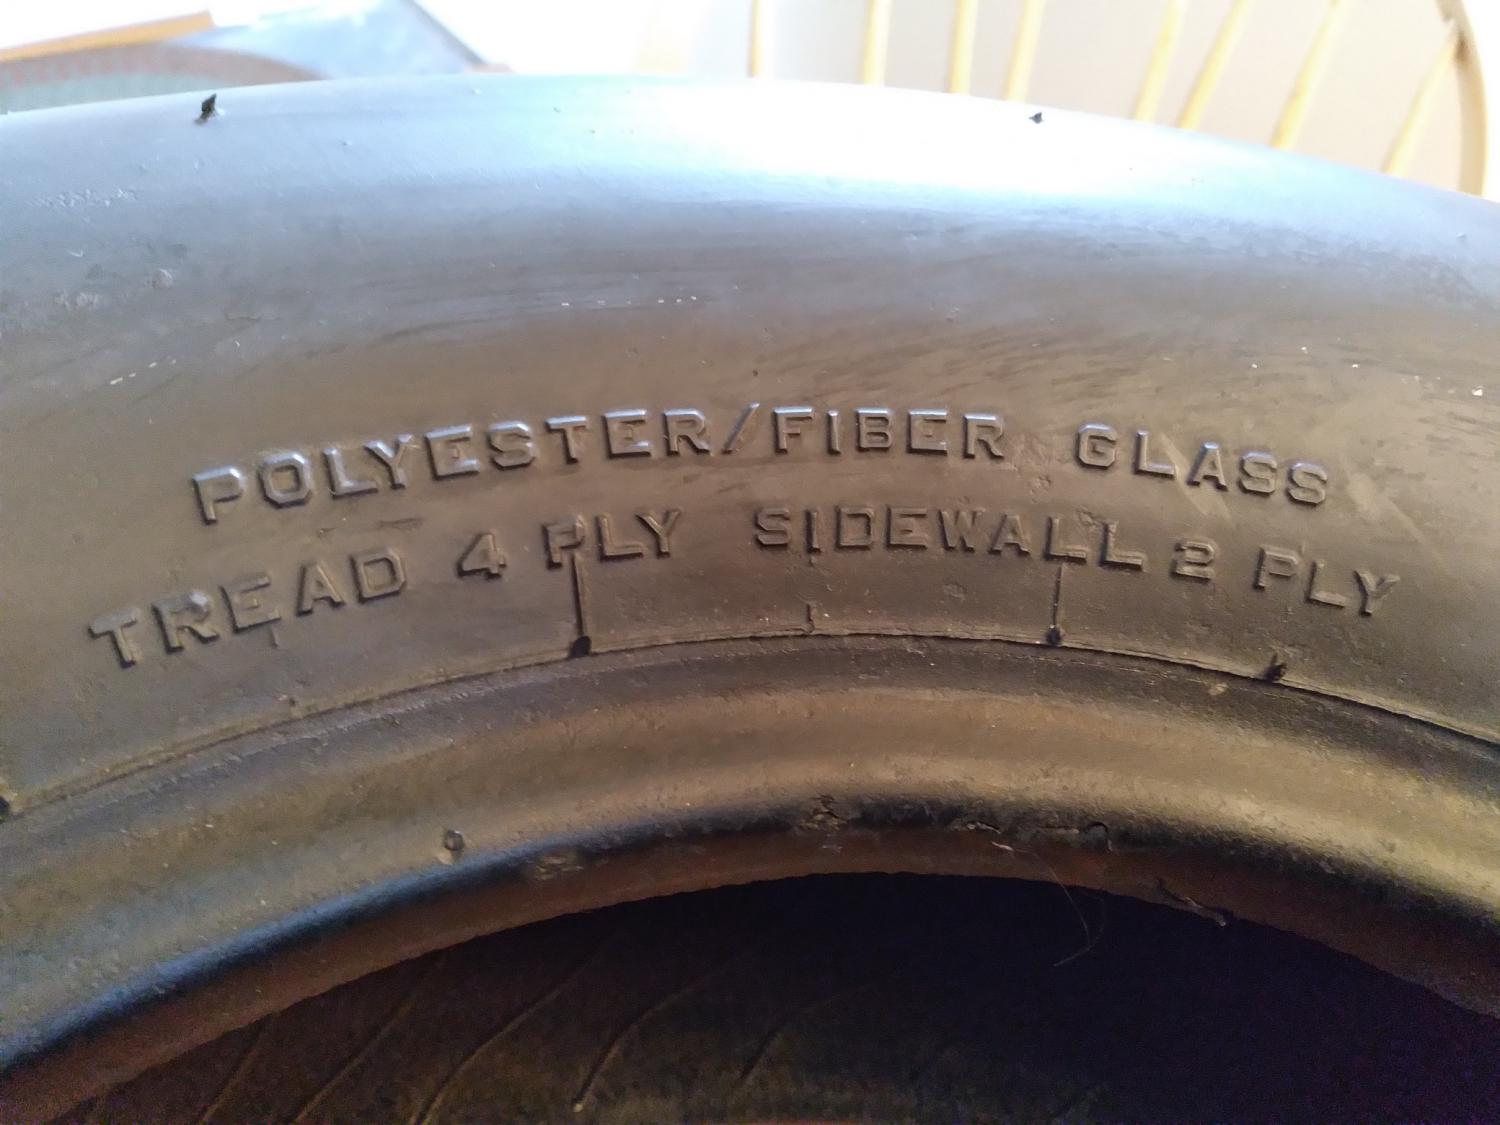 POLYESTER/FIBER GLASS
TREAD 4 PLY SIDEWALL 2 PLY